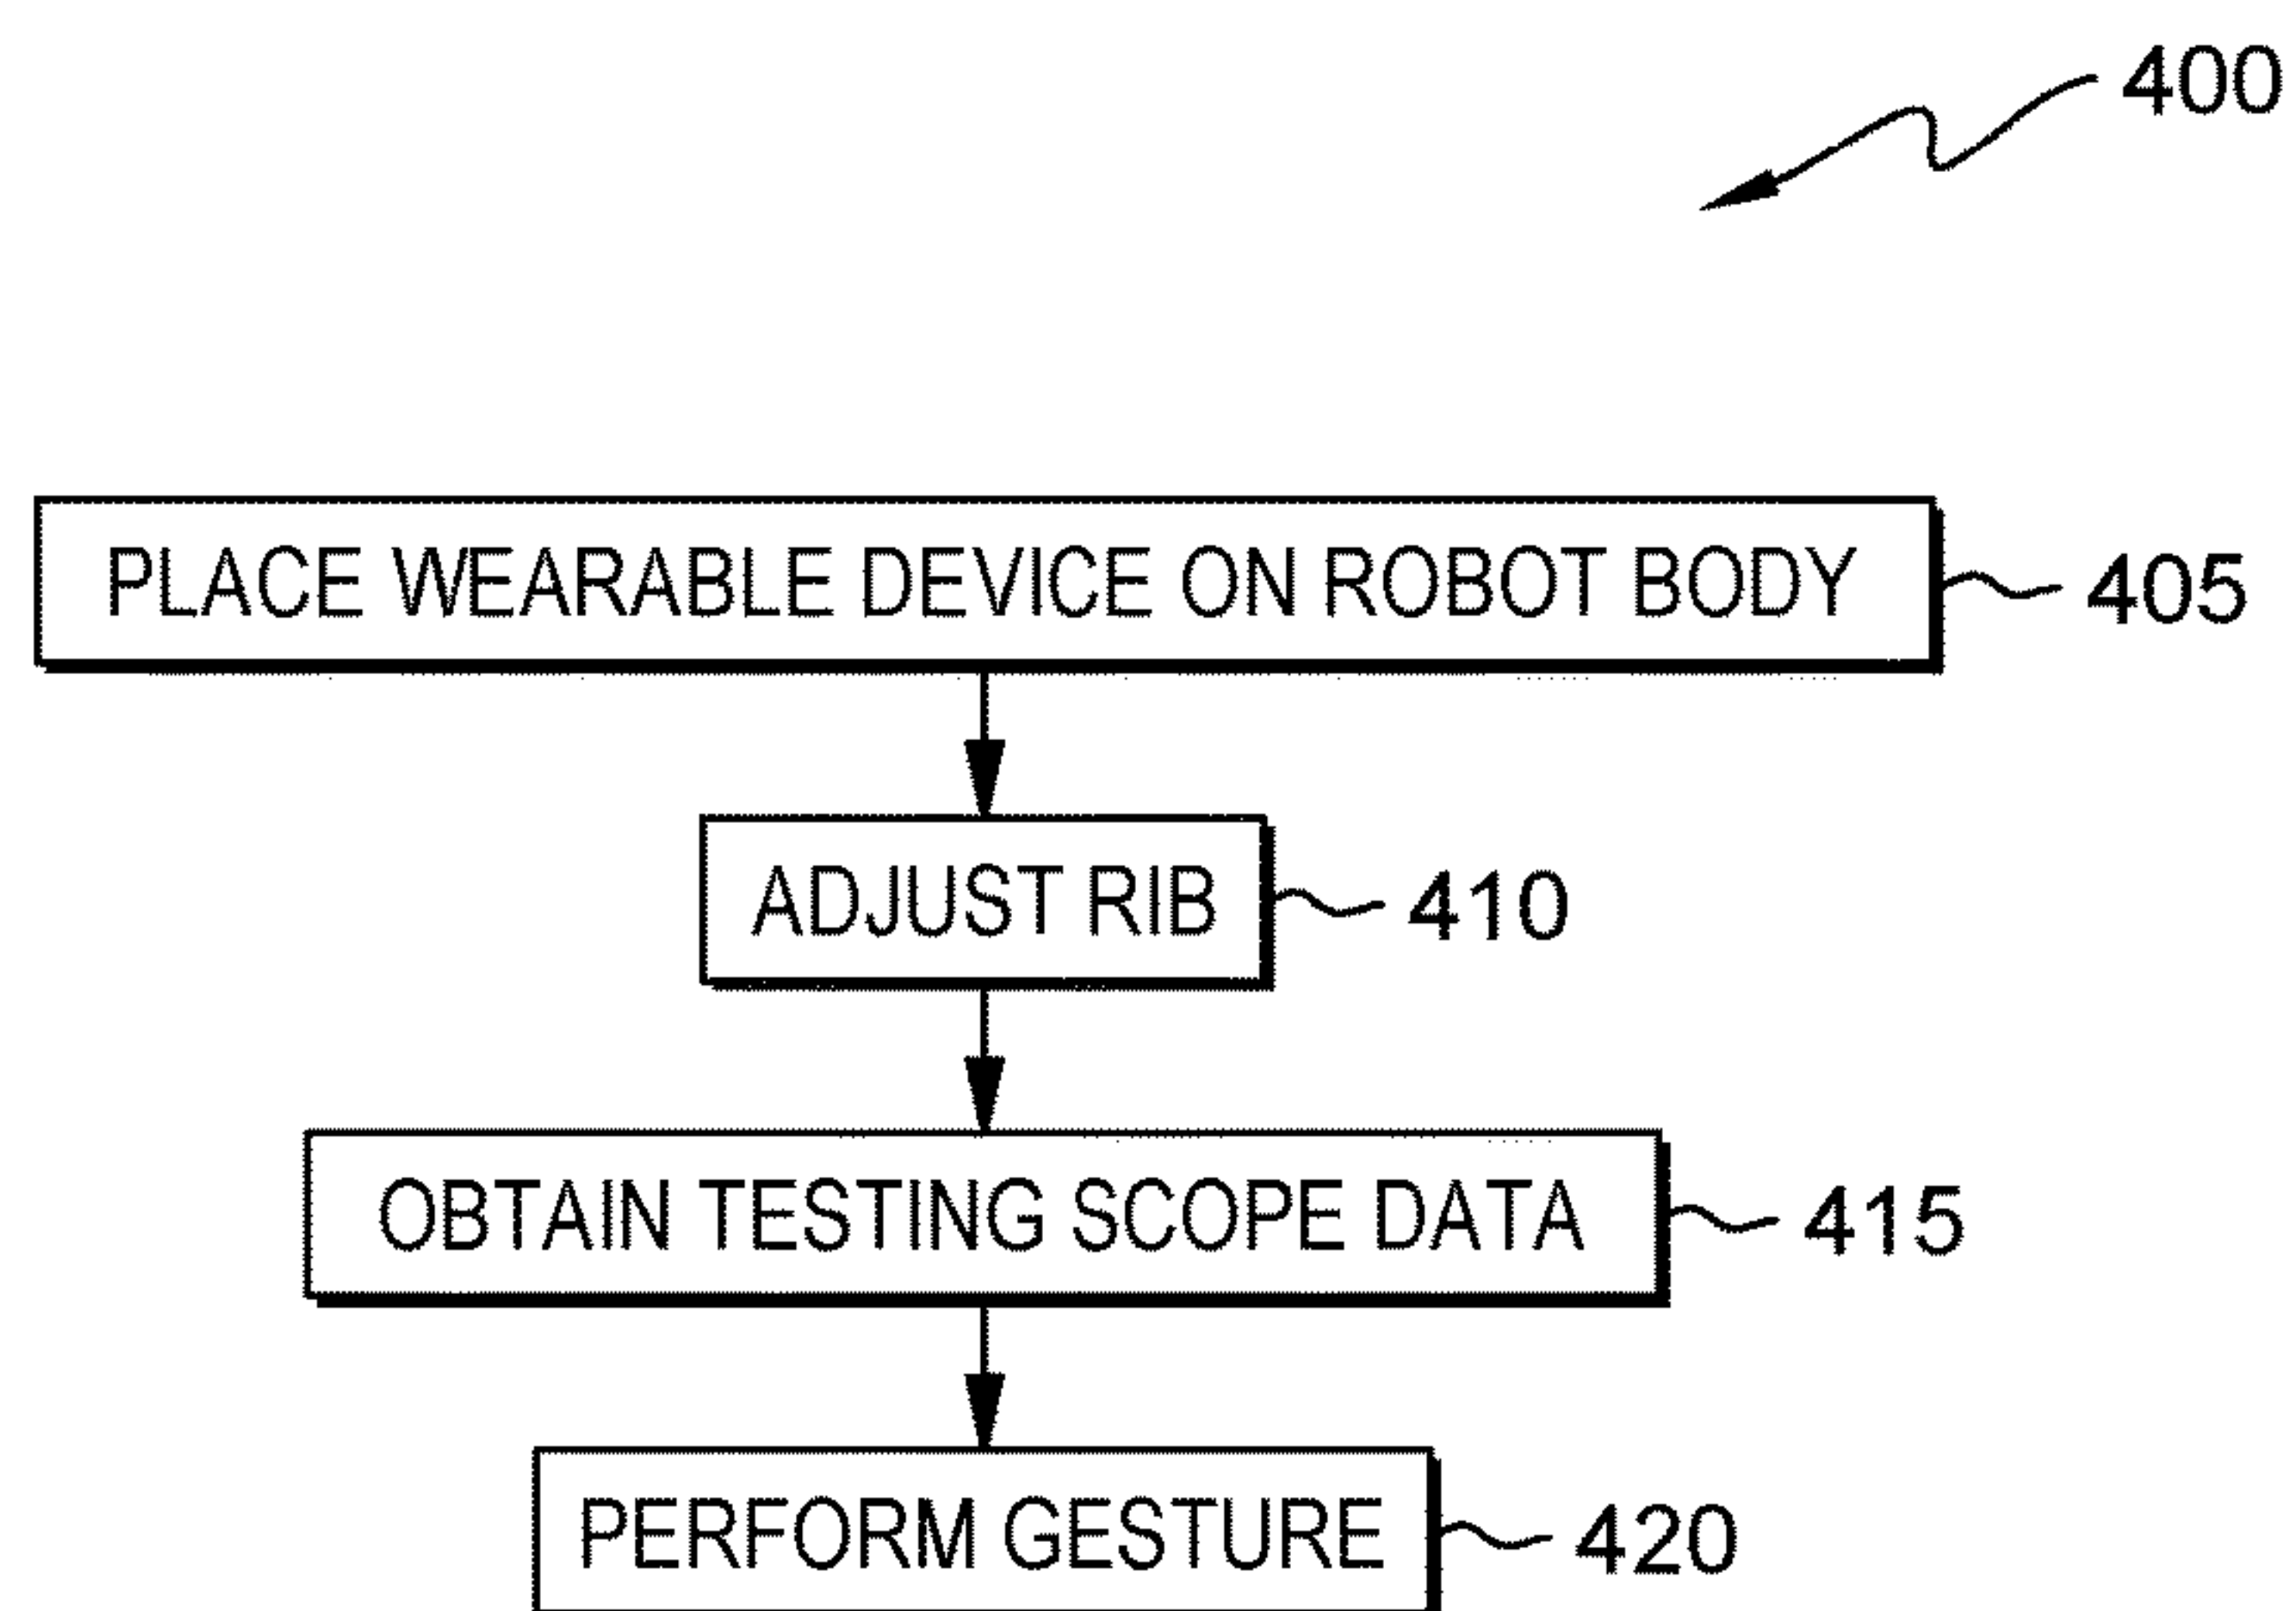 400
PLACE WEARABLE DEVICE ON ROBOT BODY
405
ADJUST RIB
410
OBTAIN TESTING SCOPE DATA
415
PERFORM GESTURE
420